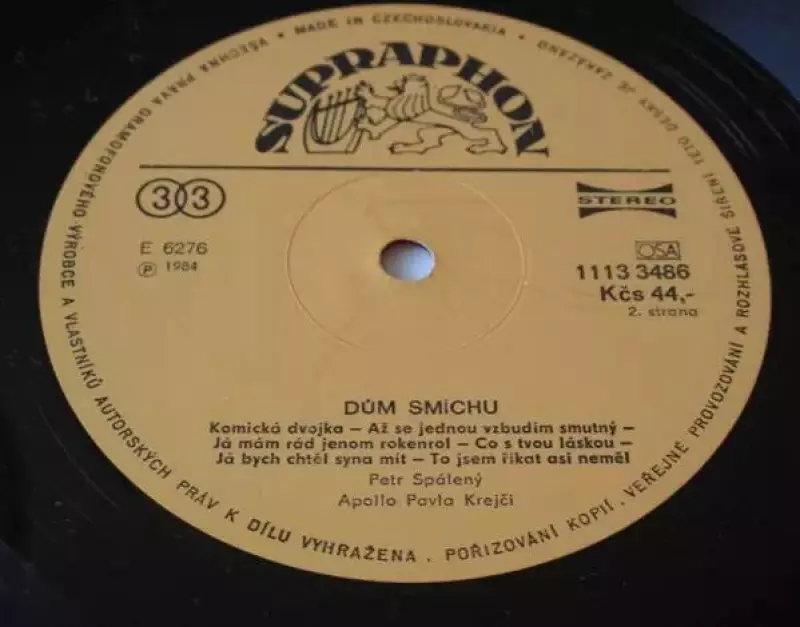 SUPRAPHON
33
STEREO
E 6276
℗ 1984
OSA
1113 3486
Kčs 44,-
2. strana
DŮM SMÍCHU
Komická dvojka – Až se jednou vzbudím smutný –
Já mám rád jenom rokenrol – Co s tvou láskou –
Já bych chtěl syna mít – To jsem říkat asi neměl
Petr Spálený
Apollo Pavla Krejčí
MADE IN CZECHOSLOVAKIA • VŠECHNA PRÁVA GRAMOFONOVÉHO VÝROBCE A VLASTNÍKŮ AUTORSKÝCH PRÁV K DÍLU VYHRAŽENA . POŘIZOVÁNÍ KOPIÍ , VEŘEJNÉ PROVOZOVÁNÍ A ROZHLASOVÉ ŠÍŘENÍ TÉTO DESKY JE ZAKÁZÁNO •